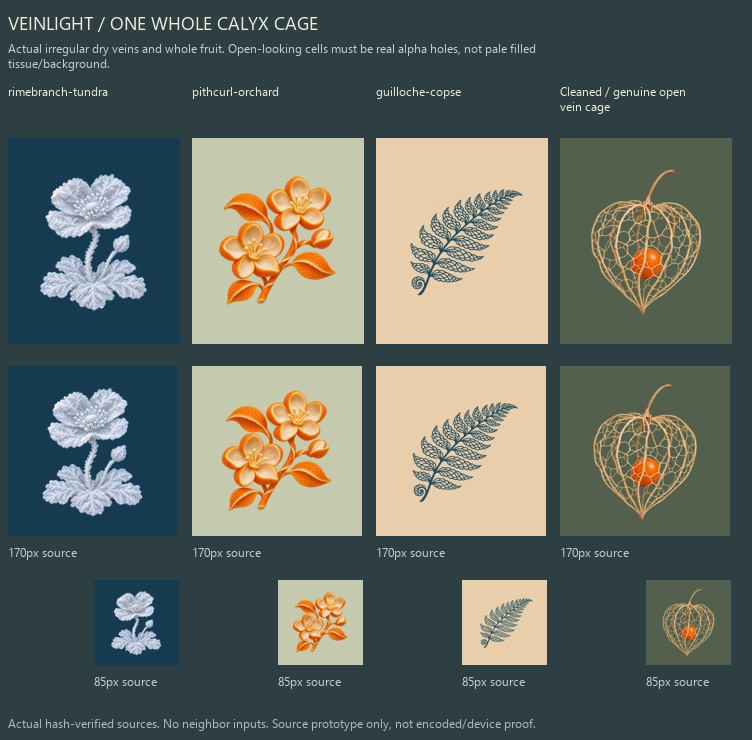 VEINLIGHT / ONE WHOLE CALYX CAGE
Actual irregular dry veins and whole fruit. Open-looking cells must be real alpha holes, not pale filled
tissue/background.
rimebranch-tundra
pithcurl-orchard
guilloche-copse
Cleaned / genuine open
vein cage
170px source
170px source
170px source
170px source
85px source
85px source
85px source
85px source
Actual hash-verified sources. No neighbor inputs. Source prototype only, not encoded/device proof.